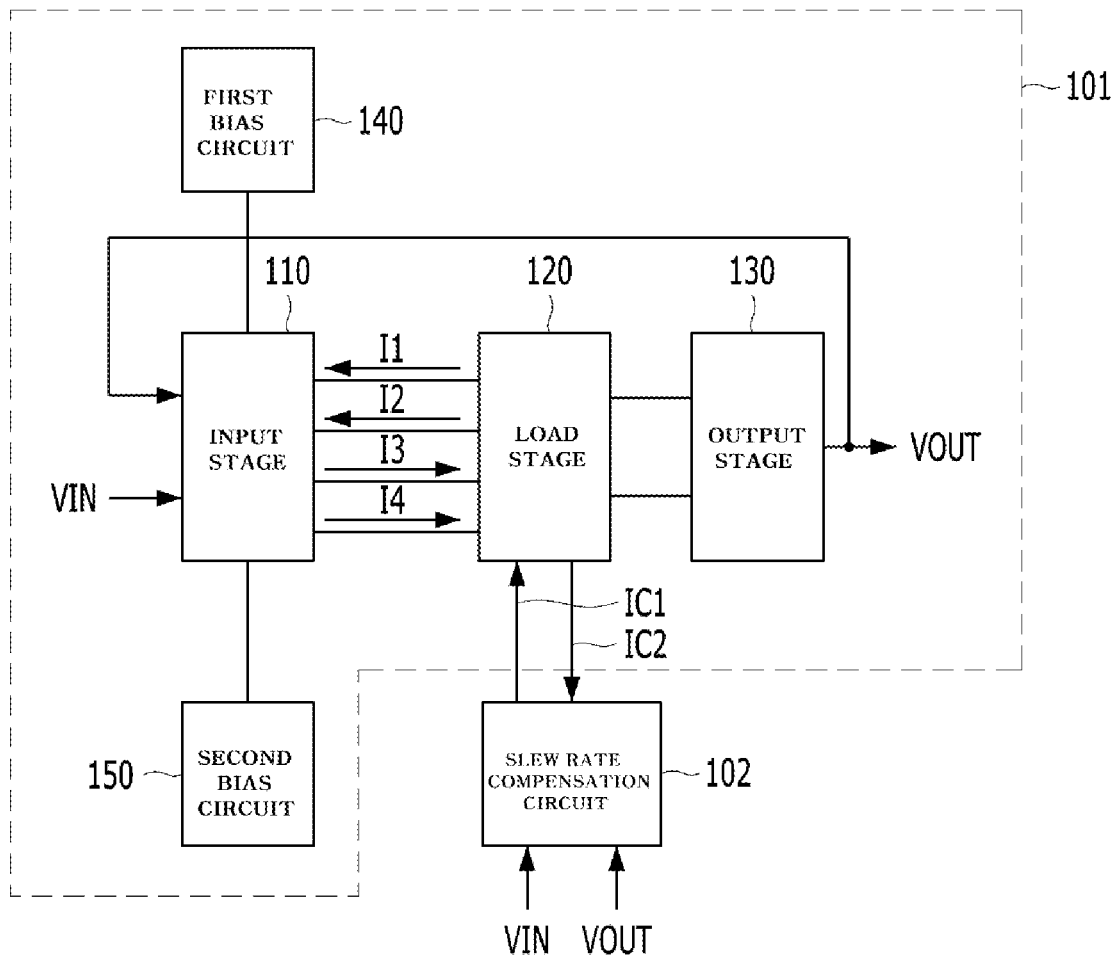 FIRST
BIAS
CIRCUIT
140
101
110
120
130
I1
I2
I3
I4
INPUT
STAGE
LOAD
STAGE
OUTPUT
STAGE
VOUT
VIN
IC1
IC2
SECOND
BIAS
CIRCUIT
150
SLEW RATE
COMPENSATION
CIRCUIT
102
VIN
VOUT